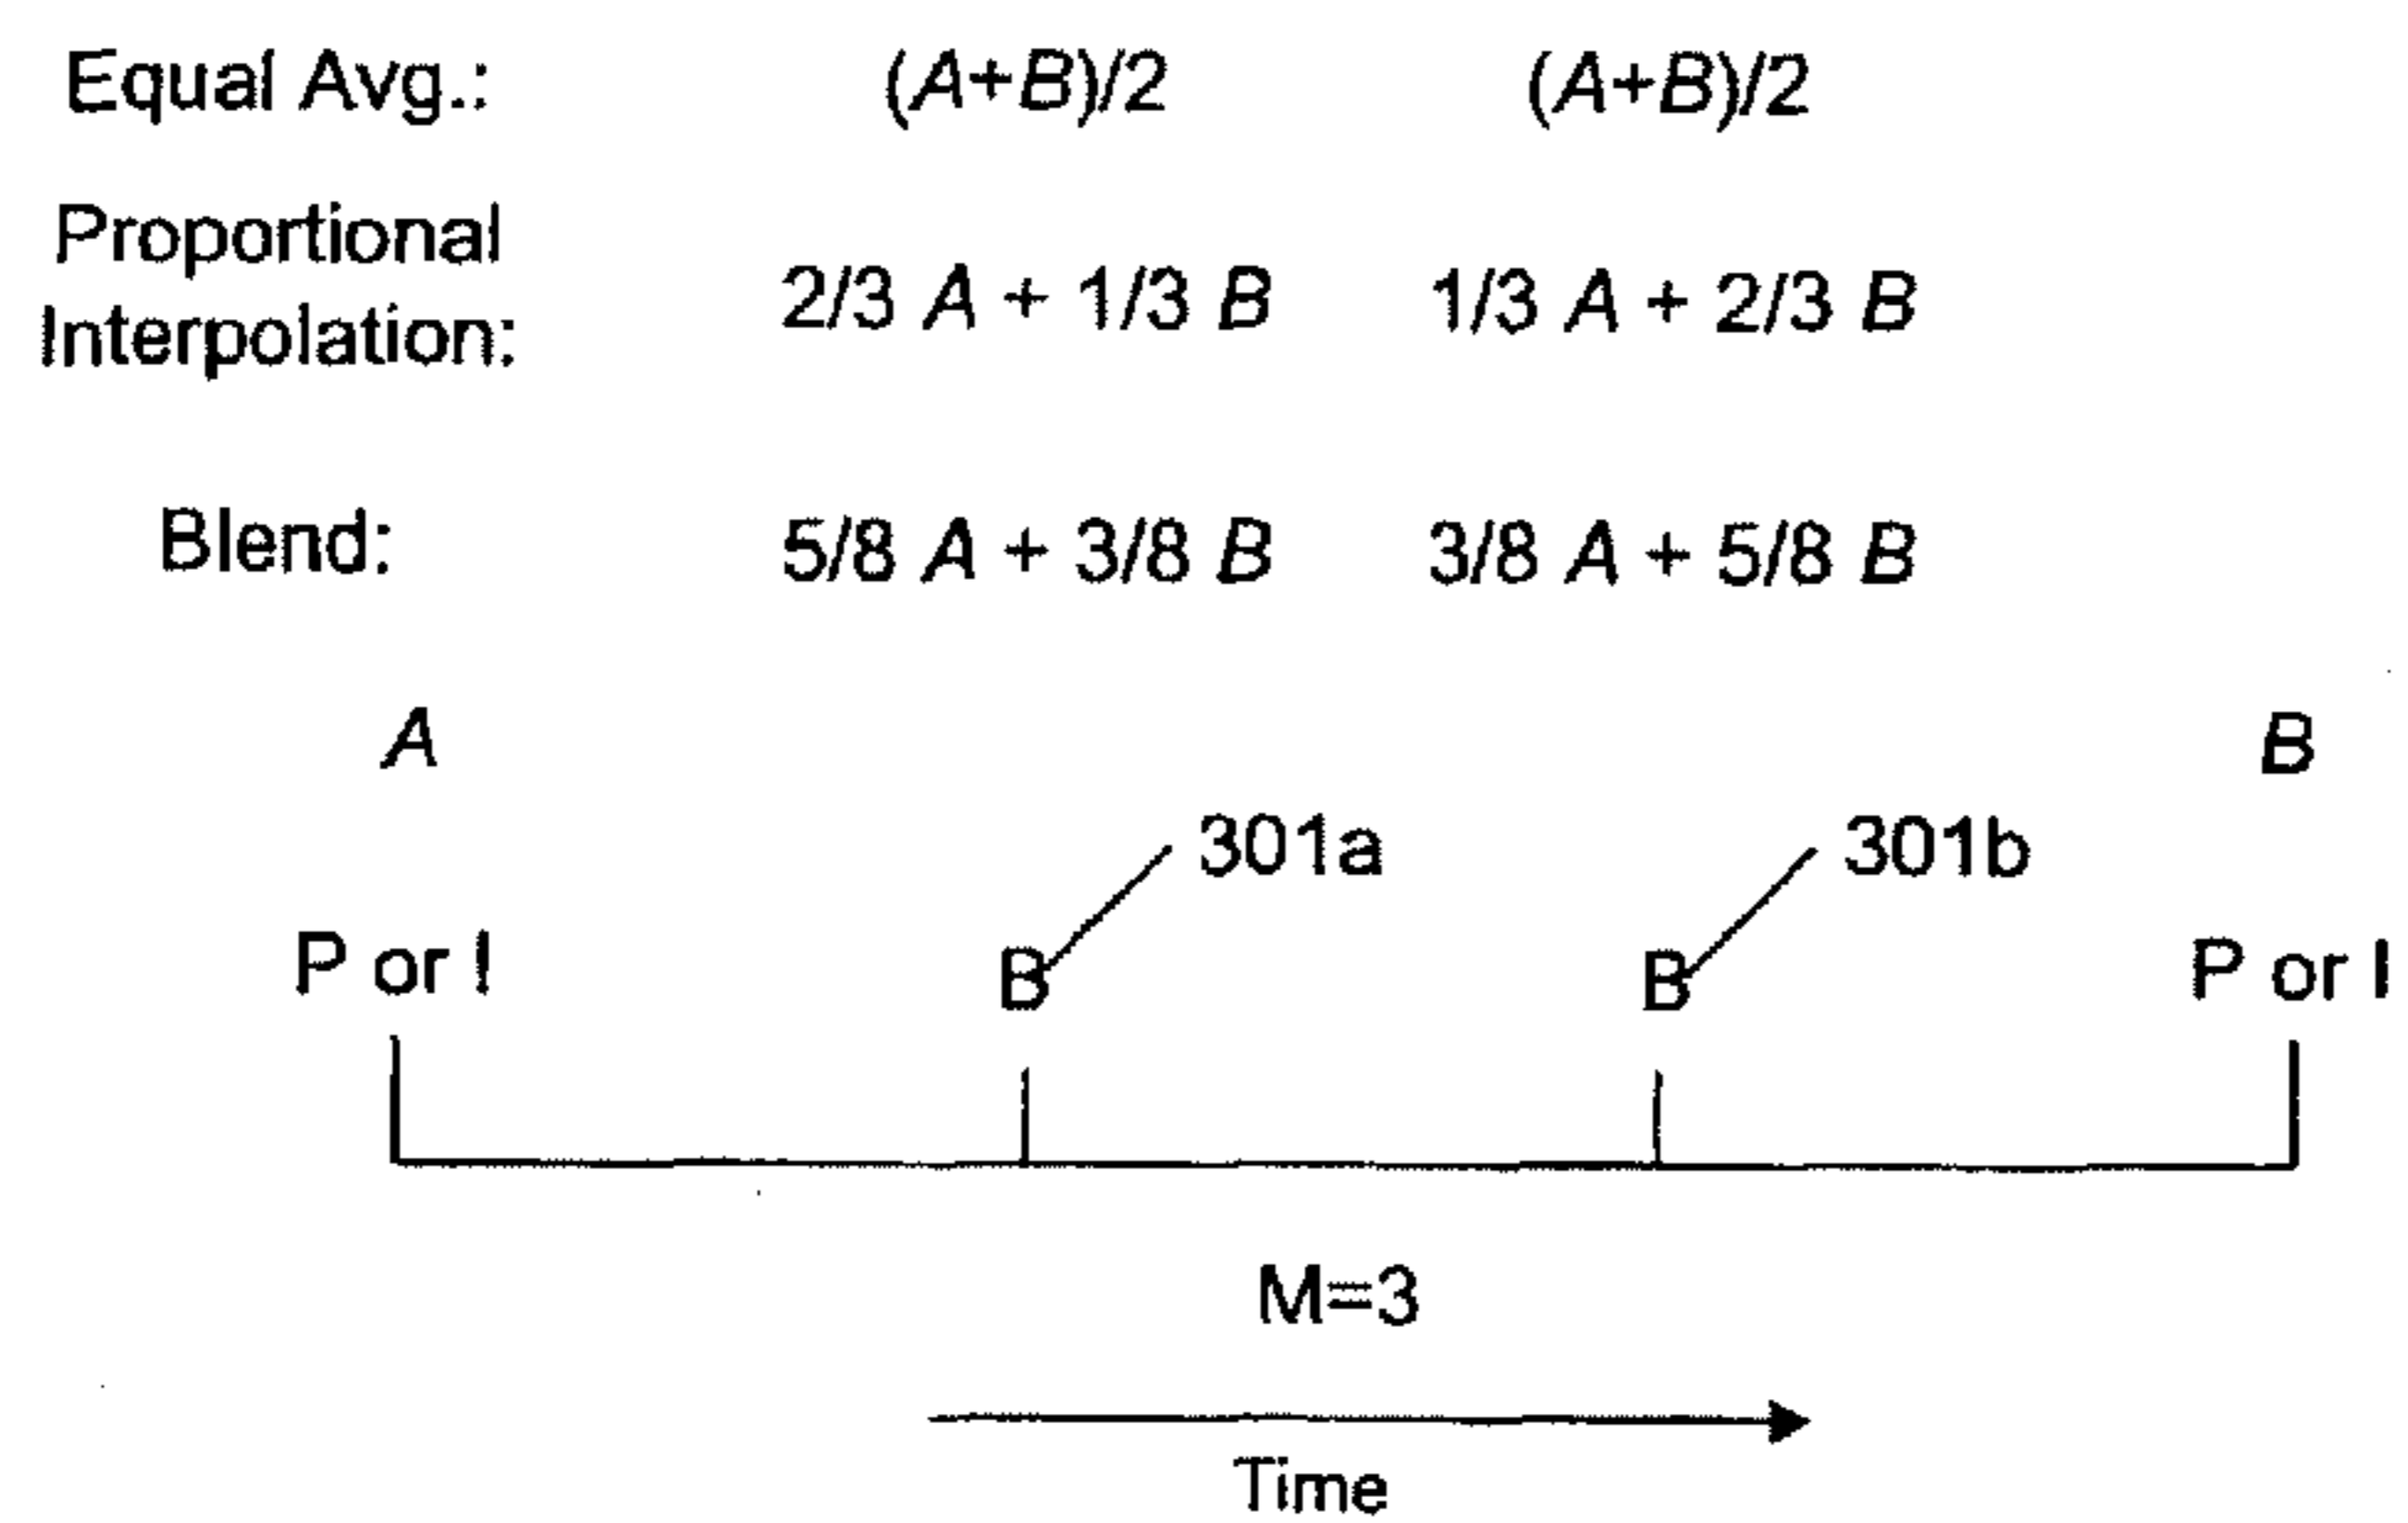 Equal Avg.: (A+B)/2 (A+B)/2
Proportional
Interpolation: 2/3 A + 1/3 B 1/3 A + 2/3 B
Blend: 5/8 A + 3/8 B 3/8 A + 5/8 B
A B
301a 301b
P or I B B P or I
M=3
Time